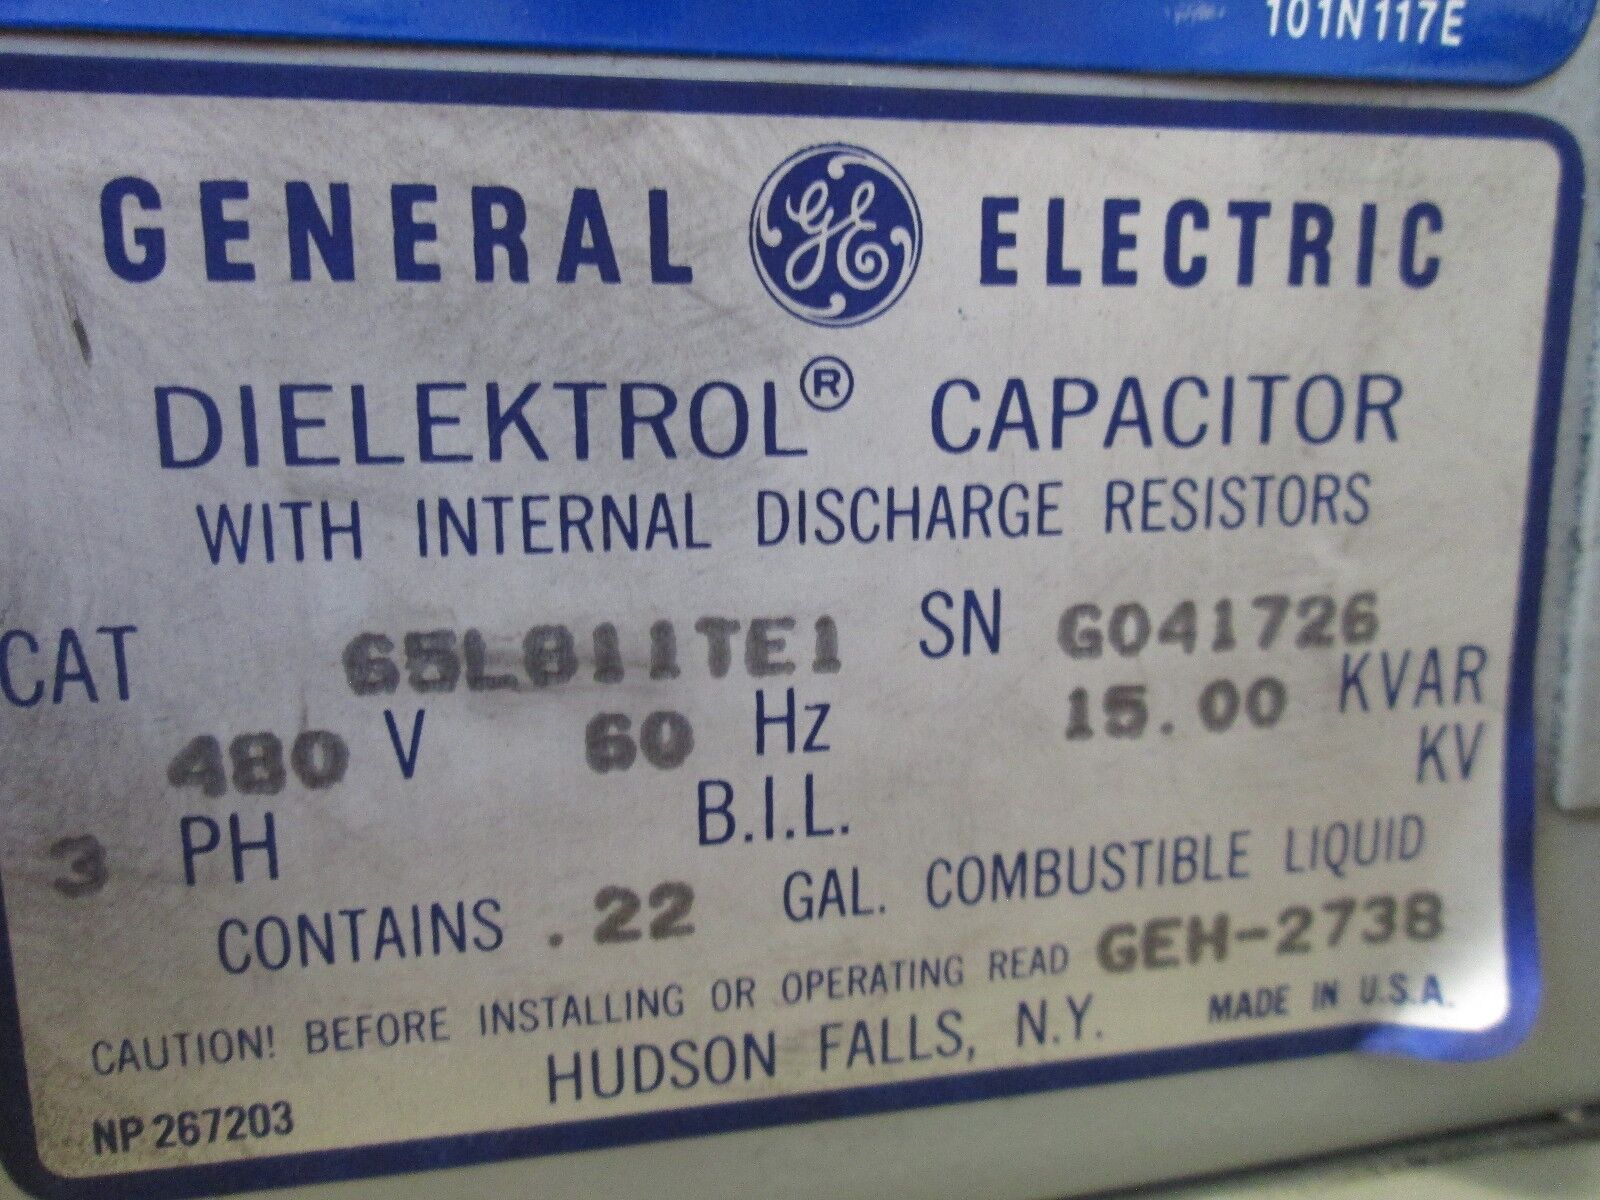 101N117E
GENERAL GE ELECTRIC
DIELEKTROL® CAPACITOR
WITH INTERNAL DISCHARGE RESISTORS
CAT 65L811TE1 SN G041726
480 V 60 Hz 15.00 KVAR
3 PH B.I.L. KV
CONTAINS .22 GAL. COMBUSTIBLE LIQUID
CAUTION! BEFORE INSTALLING OR OPERATING READ GEH-2738
HUDSON FALLS, N.Y. MADE IN U.S.A.
NP 267203